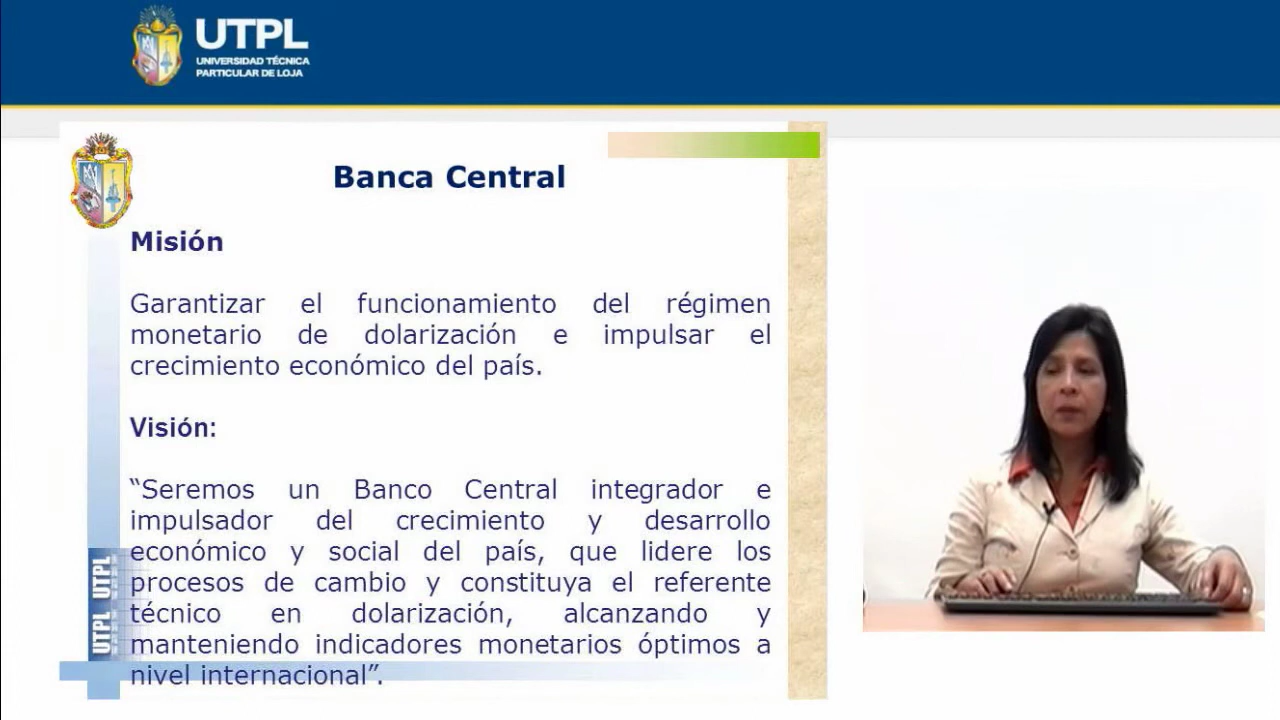 UTPL
UNIVERSIDAD TÉCNICA
PARTICULAR DE LOJA
Banca Central
Misión
Garantizar el funcionamiento del régimen
monetario de dolarización e impulsar el
crecimiento económico del país.
Visión:
“Seremos un Banco Central integrador e
impulsador del crecimiento y desarrollo
económico y social del país, que lidere los
procesos de cambio y constituya el referente
técnico en dolarización, alcanzando y
manteniendo indicadores monetarios óptimos a
nivel internacional”.
UTPL UTPL